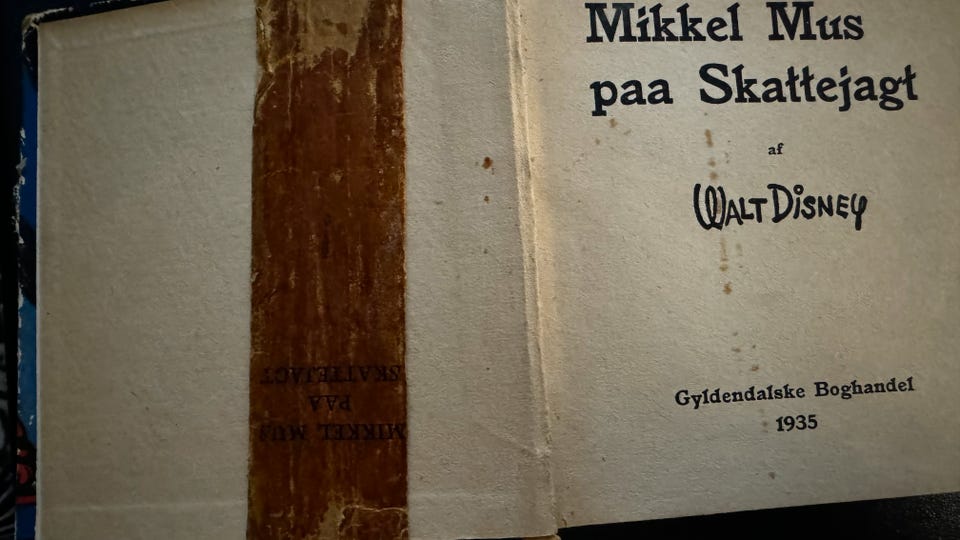 SKATTEJAGT
PAA
MIKKEL MUS
Mikkel Mus
paa Skattejagt
af
WALT DISNEY
Gyldendalske Boghandel
1935